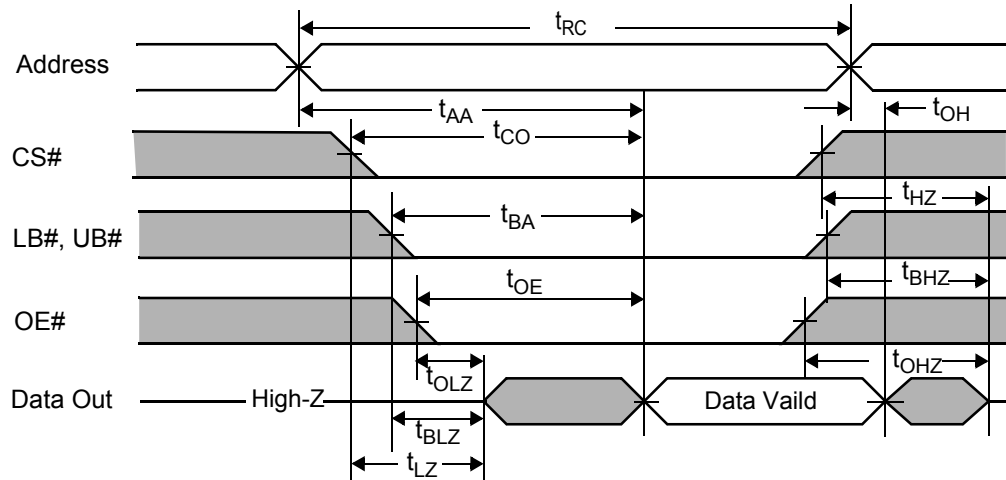 tRC
Address
tAA
tOH
tCO
CS#
tHZ
tBA
LB#, UB#
tBHZ
tOE
OE#
tOHZ
tOLZ
Data Out
High-Z
Data Vaild
tBLZ
tLZ